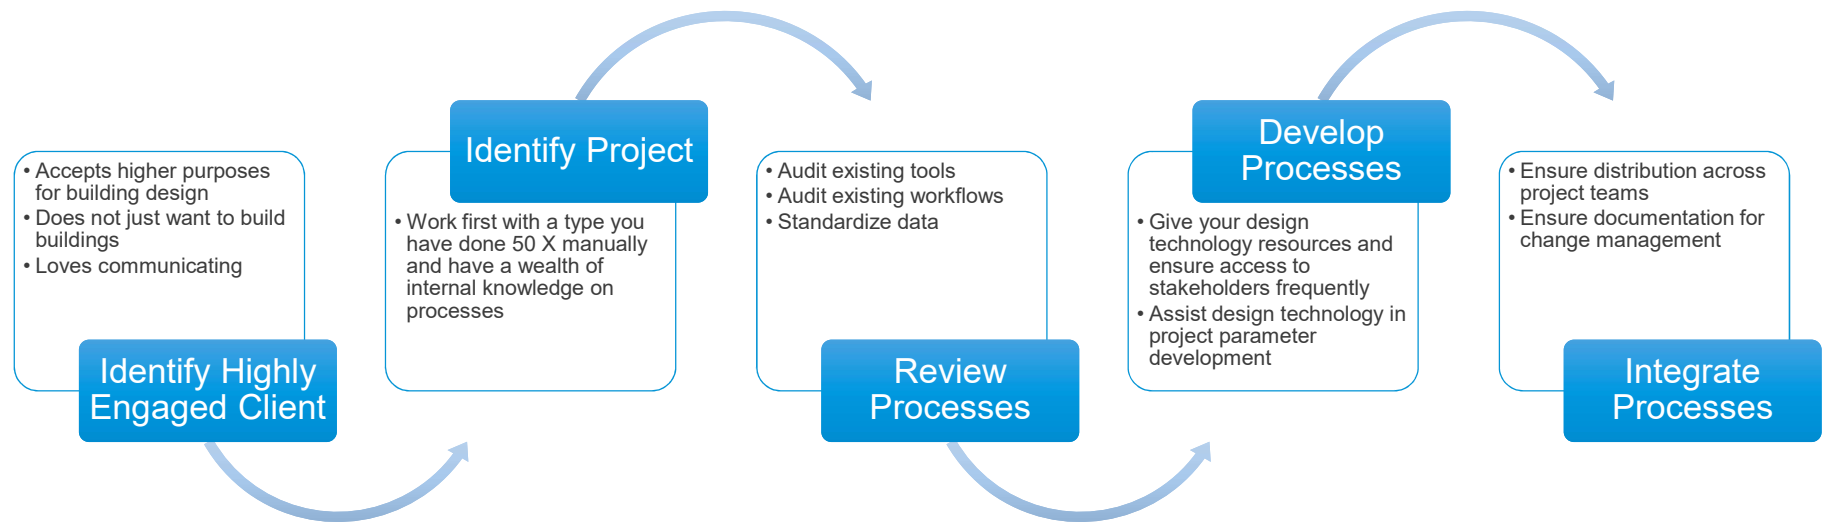 • Accepts higher purposes
for building design
• Does not just want to build
buildings
• Loves communicating
Identify Highly
Engaged Client
Identify Project
• Work first with a type you
have done 50 X manually
and have a wealth of
internal knowledge on
processes
• Audit existing tools
• Audit existing workflows
• Standardize data
Review
Processes
Develop
Processes
• Give your design
technology resources and
ensure access to
stakeholders frequently
• Assist design technology in
project parameter
development
• Ensure distribution across
project teams
• Ensure documentation for
change management
Integrate
Processes